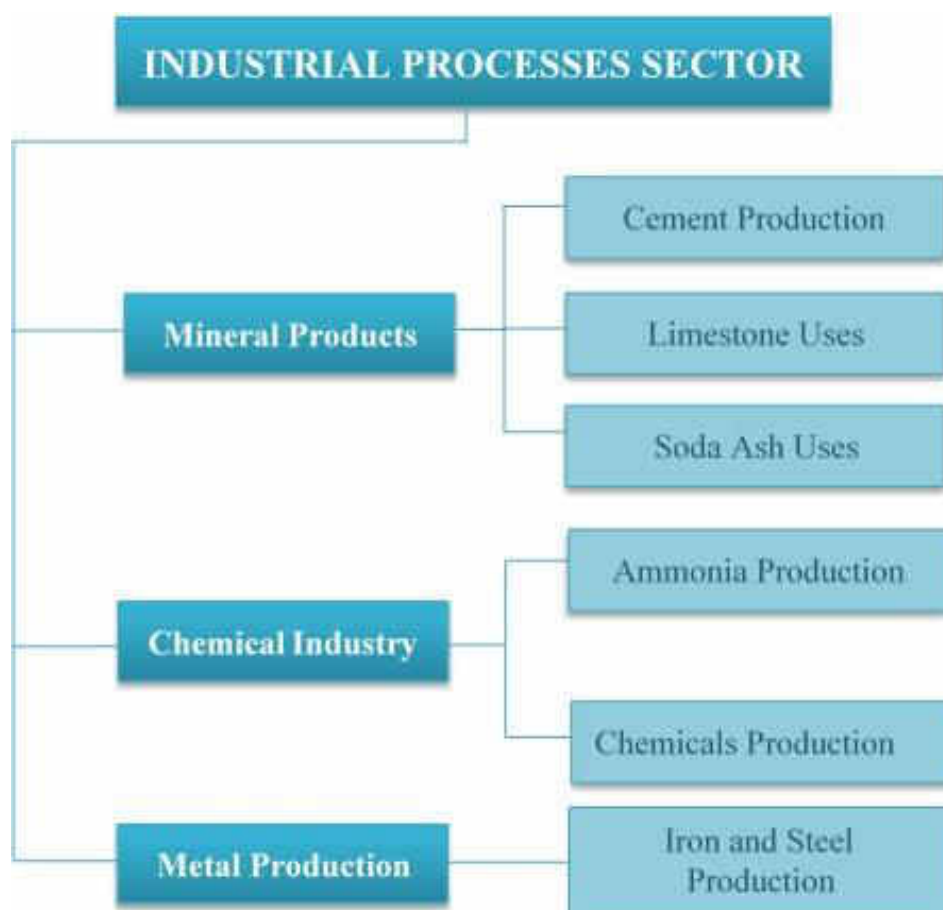 INDUSTRIAL PROCESSES SECTOR
Mineral Products
Cement Production
Limestone Uses
Soda Ash Uses
Chemical Industry
Ammonia Production
Chemicals Production
Metal Production
Iron and Steel
Production